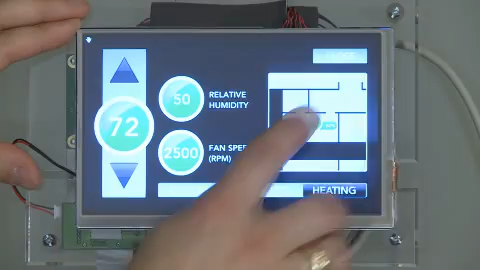 50
RELATIVE
HUMIDITY
72
2500
FAN SPE
(RPM)
HEATING